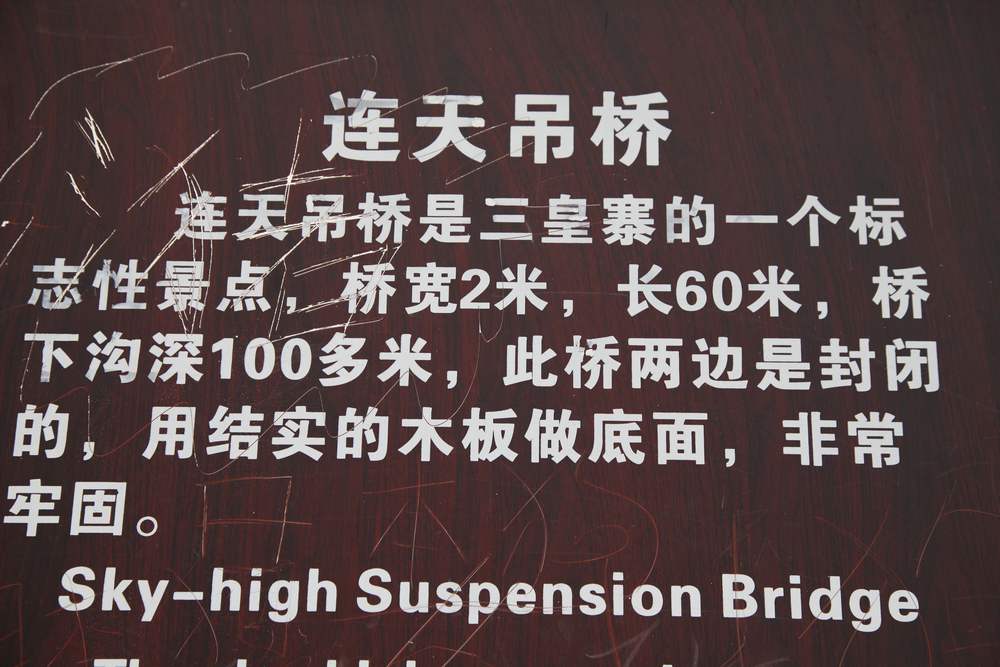 连天吊桥
连天吊桥是三皇寨的一个标
志性景点，桥宽2米，长60米，桥
下沟深100多米，此桥两边是封闭
的，用结实的木板做底面，非常
牢固。
Sky-high Suspension Bridge